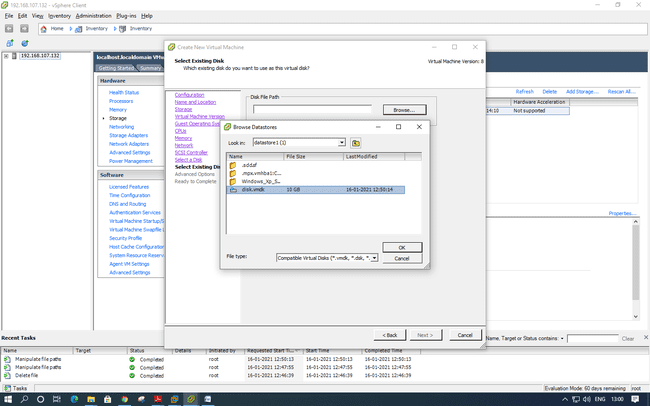 192.168.107.132 - vSphere Client
File Edit View Inventory Administration Plug-ins Help
Home Inventory Inventory
192.168.107.132
localhost.localdomain VMw
Getting Started Summary
Hardware
Health Status
Processors
Memory
Storage
Networking
Storage Adapters
Network Adapters
Advanced Settings
Power Management
Software
Licensed Features
Time Configuration
DNS and Routing
Authentication Services
Virtual Machine Startup/S
Virtual Machine Swapfile L
Security Profile
Host Cache Configuration
System Resource Reserv
Agent VM Settings
Advanced Settings
Create New Virtual Machine
Select Existing Disk
Which existing disk do you want to use as this virtual disk?
Virtual Machine Version: 8
Configuration
Name and Location
Storage
Virtual Machine Version
Guest Operating Sys
CPUs
Memory
Network
SCSI Controller
Select a Disk
Select Existing Dis
Advanced Options
Ready to Complete
Disk File Path
Browse...
Browse Datastores
Look in: datastore1 (1)
Name File Size Last Modified
.addaf
.mpx.vmhba1:C...
Windows_Xp_S...
disk.vmdk 10 GB 16-01-2021 12:50:14
OK
File type: Compatible Virtual Disks (*.vmdk, *.dsk, *.
Cancel
< Back Next > Cancel
Refresh Delete Add Storage... Rescan All...
Hardware Acceleration
14:10 Not supported
Properties...
Recent Tasks
Name, Target or Status contains: Clear
Name Target Status Details Initiated by Requested Start Ti... Start Time Completed Time
Manipulate file paths Completed root 16-01-2021 12:50:13 16-01-2021 12:50:13 16-01-2021 12:50:13
Manipulate file paths Completed root 16-01-2021 12:47:55 16-01-2021 12:47:55 16-01-2021 12:47:55
Delete file Completed root 16-01-2021 12:46:39 16-01-2021 12:46:39 16-01-2021 12:46:39
Tasks Evaluation Mode: 60 days remaining root
ENG 13:00